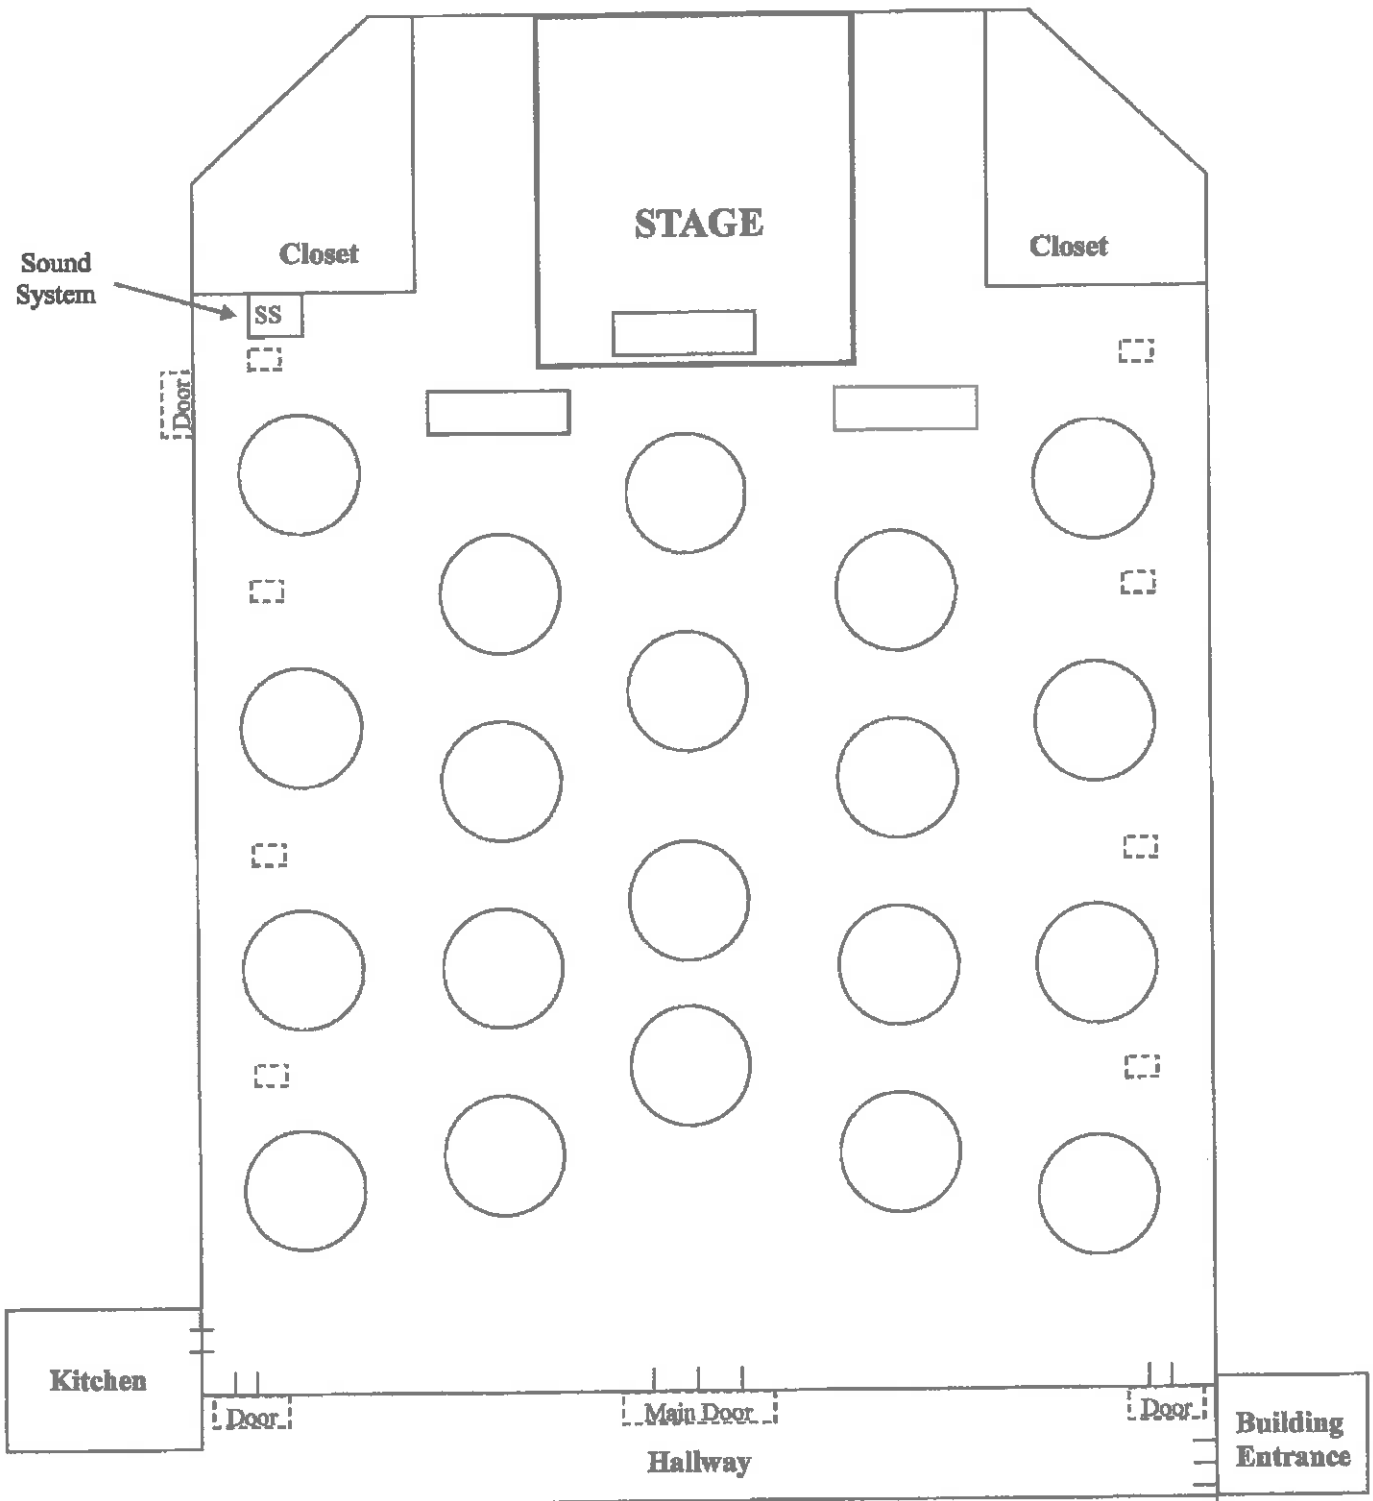 STAGE
Closet
Closet
Sound
System
SS
Door
Kitchen
Door
Main Door
Door
Building
Entrance
Hallway